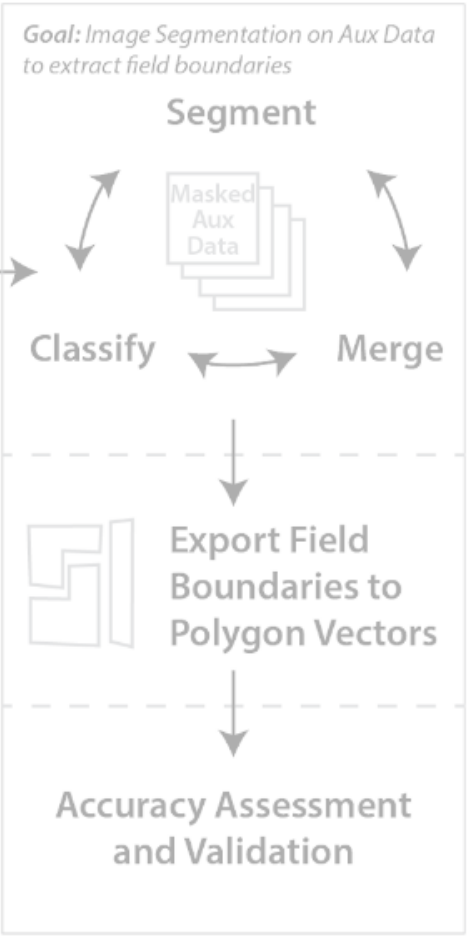 Goal: Image Segmentation on Aux Data
to extract field boundaries
Segment
Masked
Aux
Data
Classify
Merge
Export Field
Boundaries to
Polygon Vectors
Accuracy Assessment
and Validation